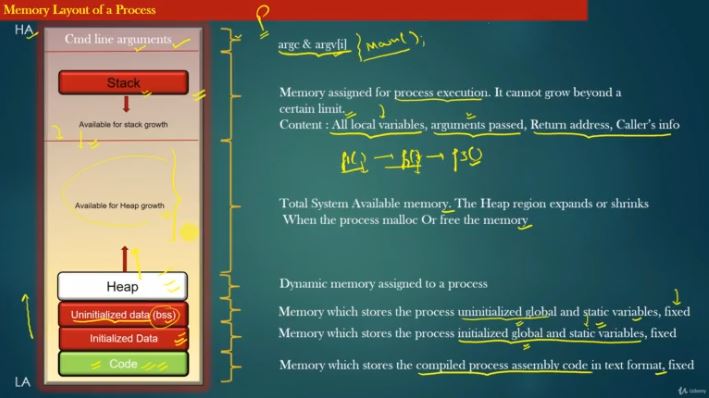 Memory Layout of a Process
HA
Cmd line arguments
P
argc & argv[i]
main();
Stack
Memory assigned for process execution. It cannot grow beyond a
certain limit.
Available for stack growth
Content : All local variables, arguments passed, Return address, Caller's info
Available for Heap growth
Total System Available memory. The Heap region expands or shrinks
When the process malloc Or free the memory
Heap
Dynamic memory assigned to a process
Uninitialized data (bss)
Memory which stores the process uninitialized global and static variables, fixed
Initialized Data
Memory which stores the process initialized global and static variables, fixed
Code
Memory which stores the compiled process assembly code in text format, fixed
LA
Udemy